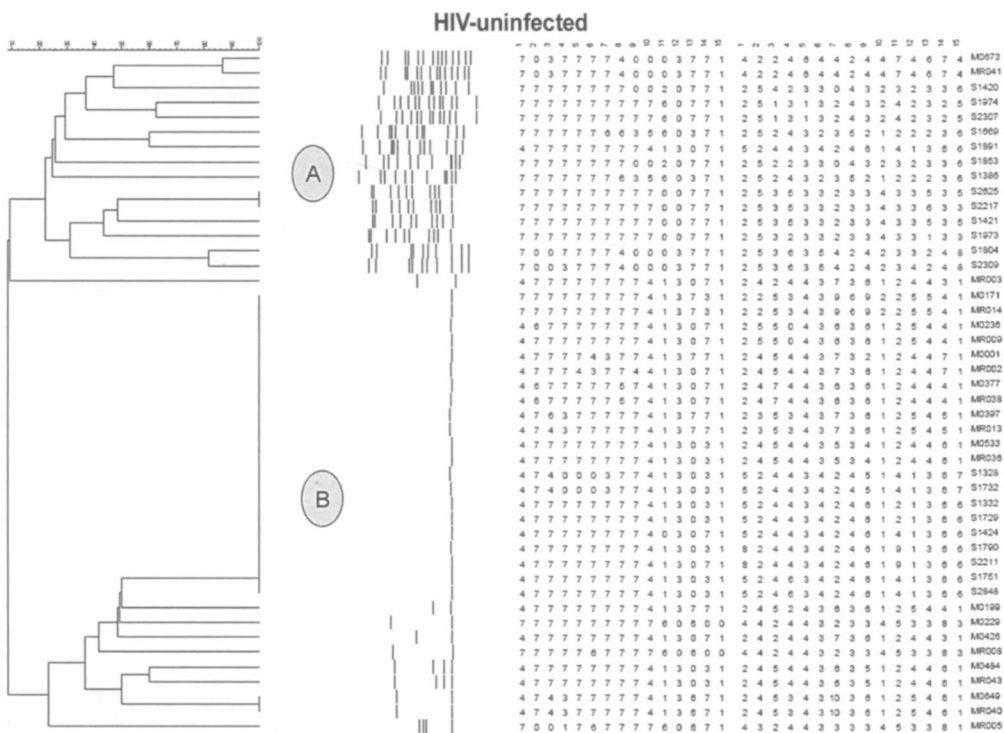 HIV-uninfected
10 20 30 40 50 60 70 80 90 100
1 2 3 4 5 6 7 8 9 10 11 12 13 14 15 1 2 3 4 5 6 7 8 9 10 11 12 13 14 15
7 0 3 7 7 7 7 4 0 0 0 3 7 7 1 4 2 2 4 6 4 4 2 4 4 7 4 6 7 4 M0673
7 0 3 7 7 7 7 4 0 0 0 3 7 7 1 4 2 2 4 6 4 4 2 4 4 7 4 6 7 4 MR041
7 7 7 7 7 7 7 7 0 0 2 0 7 7 1 2 5 4 2 3 3 0 4 3 2 3 2 3 3 6 S1420
7 7 7 7 7 7 7 7 7 7 6 0 7 7 1 2 5 1 3 1 3 2 4 3 2 4 2 3 2 5 S1974
7 7 7 7 7 7 7 7 7 7 6 0 7 7 1 2 5 1 3 1 3 2 4 3 2 4 2 3 2 5 S2307
7 7 7 7 7 7 6 6 3 5 6 0 3 7 1 2 5 2 4 3 2 3 5 2 1 2 2 2 3 6 S1669
4 7 7 7 7 7 7 7 7 4 1 3 0 7 1 5 2 4 4 3 4 2 4 6 1 4 1 3 6 6 S1891
7 7 7 7 7 7 7 7 0 0 2 0 7 7 1 2 5 2 2 3 3 0 4 3 2 3 2 3 3 6 S1853
7 7 7 7 7 7 7 6 3 5 6 0 3 7 1 2 5 2 4 3 2 3 5 2 1 2 2 2 3 6 S1386
7 7 7 7 7 7 7 7 7 7 0 0 7 7 1 2 5 3 5 3 3 2 3 3 4 3 3 5 3 5 S2625
7 7 7 7 7 7 7 7 7 7 0 0 7 7 1 2 5 3 5 3 3 2 3 3 4 3 3 6 3 3 S2217
7 7 7 7 7 7 7 7 7 7 0 0 7 7 1 2 5 3 5 3 3 2 3 3 4 3 3 5 3 5 S1421
7 7 7 7 7 7 7 7 7 7 0 0 7 7 1 2 5 3 2 3 3 2 3 3 4 3 3 1 3 3 S1973
7 0 0 7 7 7 7 4 0 0 0 3 7 7 1 2 5 3 6 3 5 4 2 4 2 3 3 2 4 8 S1804
7 0 0 3 7 7 7 4 0 0 0 3 7 7 1 2 5 3 6 3 5 4 2 4 2 3 3 2 4 8 S2309
4 7 7 7 7 7 7 7 7 4 1 3 0 7 1 2 4 2 4 4 3 7 3 6 1 2 4 4 3 1 MR003
7 7 7 7 7 7 7 7 7 4 1 3 7 3 1 2 2 5 3 4 3 9 6 9 2 2 5 5 4 1 M0171
7 7 7 7 7 7 7 7 7 4 1 3 7 3 1 2 2 5 3 4 3 9 6 9 2 2 5 5 4 1 MR014
4 6 7 7 7 7 7 7 7 4 1 3 0 7 1 2 5 5 0 4 3 6 3 6 1 2 5 4 4 1 M0236
4 7 7 7 7 7 7 7 7 4 1 3 0 7 1 2 5 5 0 4 3 6 3 6 1 2 5 4 4 1 MR009
4 7 7 7 7 4 3 7 7 4 1 3 0 7 1 2 4 5 4 4 3 7 3 2 1 2 4 4 7 1 M0001
4 7 7 7 4 3 7 7 4 4 1 3 0 7 1 2 4 5 4 4 3 7 3 6 1 2 4 4 7 1 MR002
4 6 7 7 7 7 7 5 7 4 1 3 0 7 1 2 4 7 4 4 3 6 3 6 1 2 4 4 4 1 M0377
4 6 7 7 7 7 7 5 7 4 1 3 0 7 1 2 4 7 4 4 3 6 3 6 1 2 4 4 4 1 MR038
4 7 6 3 7 7 7 7 7 4 1 3 7 7 1 2 3 5 3 4 3 7 3 6 1 2 5 4 5 1 M0397
4 7 4 3 7 7 7 7 7 4 1 3 7 7 1 2 3 5 3 4 3 7 3 6 1 2 5 4 5 1 MR013
4 7 7 7 7 7 7 7 7 4 1 3 0 3 1 2 4 5 4 4 3 5 3 4 1 2 4 4 6 1 M0533
4 7 7 7 7 7 7 7 7 4 1 3 0 3 1 2 4 5 4 4 3 5 3 4 1 2 4 4 6 1 MR036
4 7 4 0 0 0 3 7 7 4 1 3 0 3 1 5 2 4 4 3 4 2 4 5 1 4 1 3 6 7 S1328
4 7 4 0 0 0 3 7 7 4 1 3 0 3 1 5 2 4 4 3 4 2 4 5 1 4 1 3 6 7 S1732
4 7 7 7 7 7 7 7 7 4 1 3 0 3 1 5 2 4 4 3 4 2 4 6 1 2 1 3 6 6 S1332
4 7 7 7 7 7 7 7 7 4 1 3 0 3 1 5 2 4 4 3 4 2 4 6 1 2 1 3 6 6 S1729
4 7 7 7 7 7 7 7 7 4 0 3 0 7 1 5 2 4 4 3 4 2 4 6 1 4 1 3 6 6 S1424
4 7 7 7 7 7 7 7 7 4 1 3 0 3 1 8 2 4 4 3 4 2 4 6 1 9 1 3 6 6 S1790
4 7 7 7 7 7 7 7 7 4 1 3 0 7 1 8 2 4 4 3 4 2 4 6 1 9 1 3 6 6 S2211
4 7 7 7 7 7 7 7 7 4 1 3 0 3 1 5 2 4 6 3 4 2 4 6 1 4 1 3 6 6 S1751
4 7 7 7 7 7 7 7 7 4 1 3 0 3 1 5 2 4 6 3 4 2 4 6 1 4 1 3 6 6 S2848
4 7 7 7 7 7 7 7 7 4 1 3 7 7 1 2 4 5 2 4 3 6 3 6 1 2 5 4 4 1 M0199
7 7 7 7 7 7 7 7 7 7 6 0 6 0 0 4 4 2 4 4 3 2 4 5 3 4 5 3 8 3 M0229
4 7 7 7 7 7 7 7 7 4 1 3 0 7 1 2 4 2 4 4 3 7 3 3 1 2 4 4 3 1 M0426
7 7 7 7 7 6 7 7 7 7 6 0 6 0 0 4 4 2 4 4 3 2 4 5 3 4 5 3 8 3 MR008
4 7 7 7 7 7 7 7 7 4 1 3 0 3 1 2 4 5 4 4 3 6 3 5 1 2 4 4 6 1 M0484
4 7 7 7 7 7 7 7 7 4 1 3 0 3 1 2 4 5 4 4 3 6 3 5 1 2 4 4 6 1 MR043
4 7 4 3 7 7 7 7 7 4 1 3 6 7 1 2 4 5 3 4 3 10 3 6 1 2 5 4 6 1 M0649
4 7 4 3 7 7 7 7 7 4 1 3 6 7 1 2 4 5 3 4 3 10 3 6 1 2 5 4 6 1 MR040
7 0 0 1 7 6 7 7 7 7 6 0 6 7 1 4 3 2 3 4 3 3 3 3 4 5 3 4 8 1 MR005
A
B